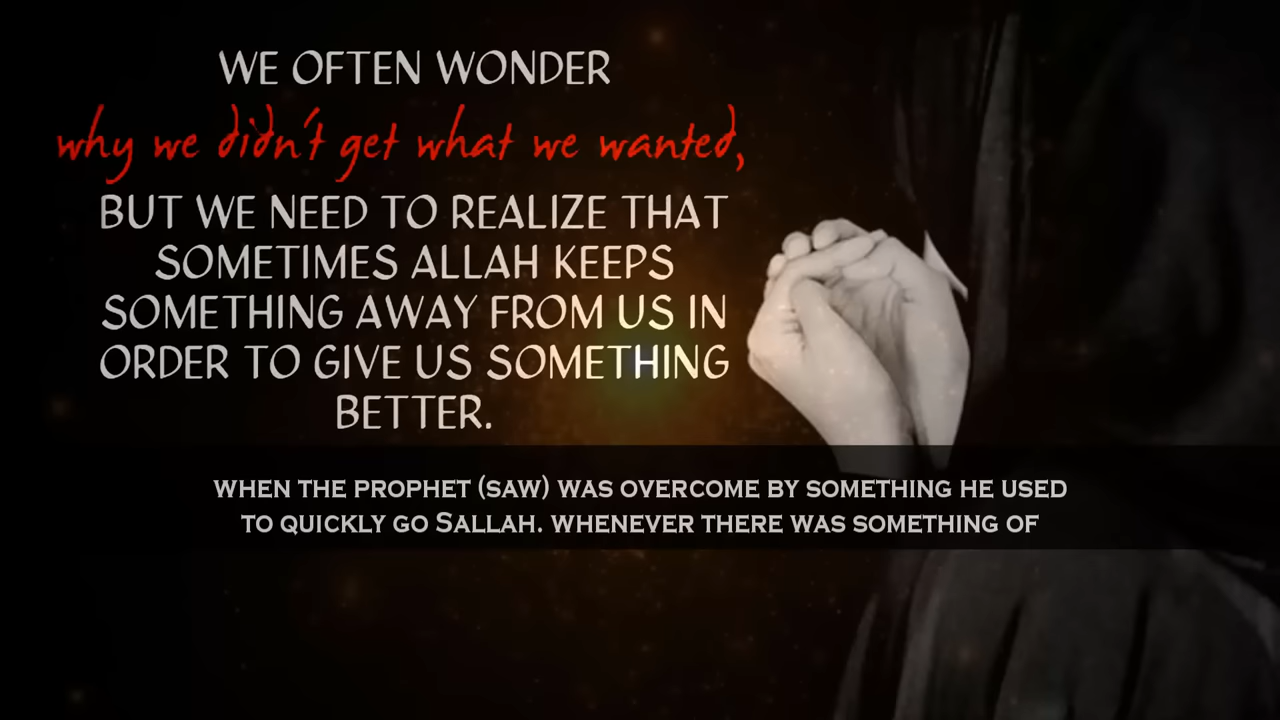 WE OFTEN WONDER
why we didn't get what we wanted,
BUT WE NEED TO REALIZE THAT
SOMETIMES ALLAH KEEPS
SOMETHING AWAY FROM US IN
ORDER TO GIVE US SOMETHING
BETTER.
WHEN THE PROPHET (SAW) WAS OVERCOME BY SOMETHING HE USED
TO QUICKLY GO SALLAH. WHENEVER THERE WAS SOMETHING OF